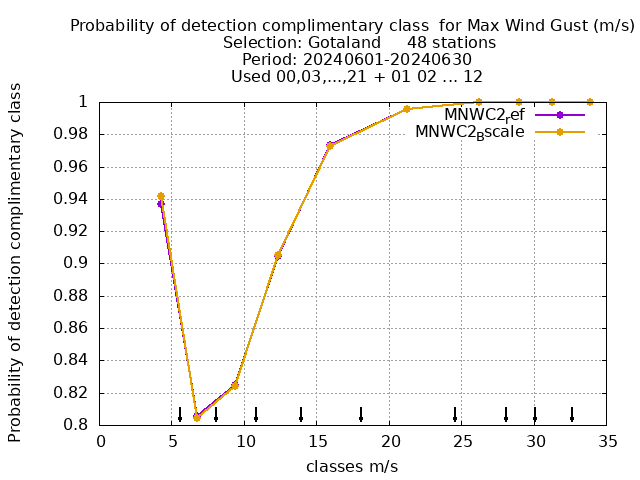 Probability of detection complimentary class  for Max Wind Gust (m/s)
Selection: Gotaland     48 stations
Period: 20240601-20240630
Used 00,03,...,21 + 01 02 ... 12
Probability of detection complimentary class
1
0.98
0.96
0.94
0.92
0.9
0.88
0.86
0.84
0.82
0.8
MNWC2ref
MNWC2Bscale
0 5 10 15 20 25 30 35
classes m/s